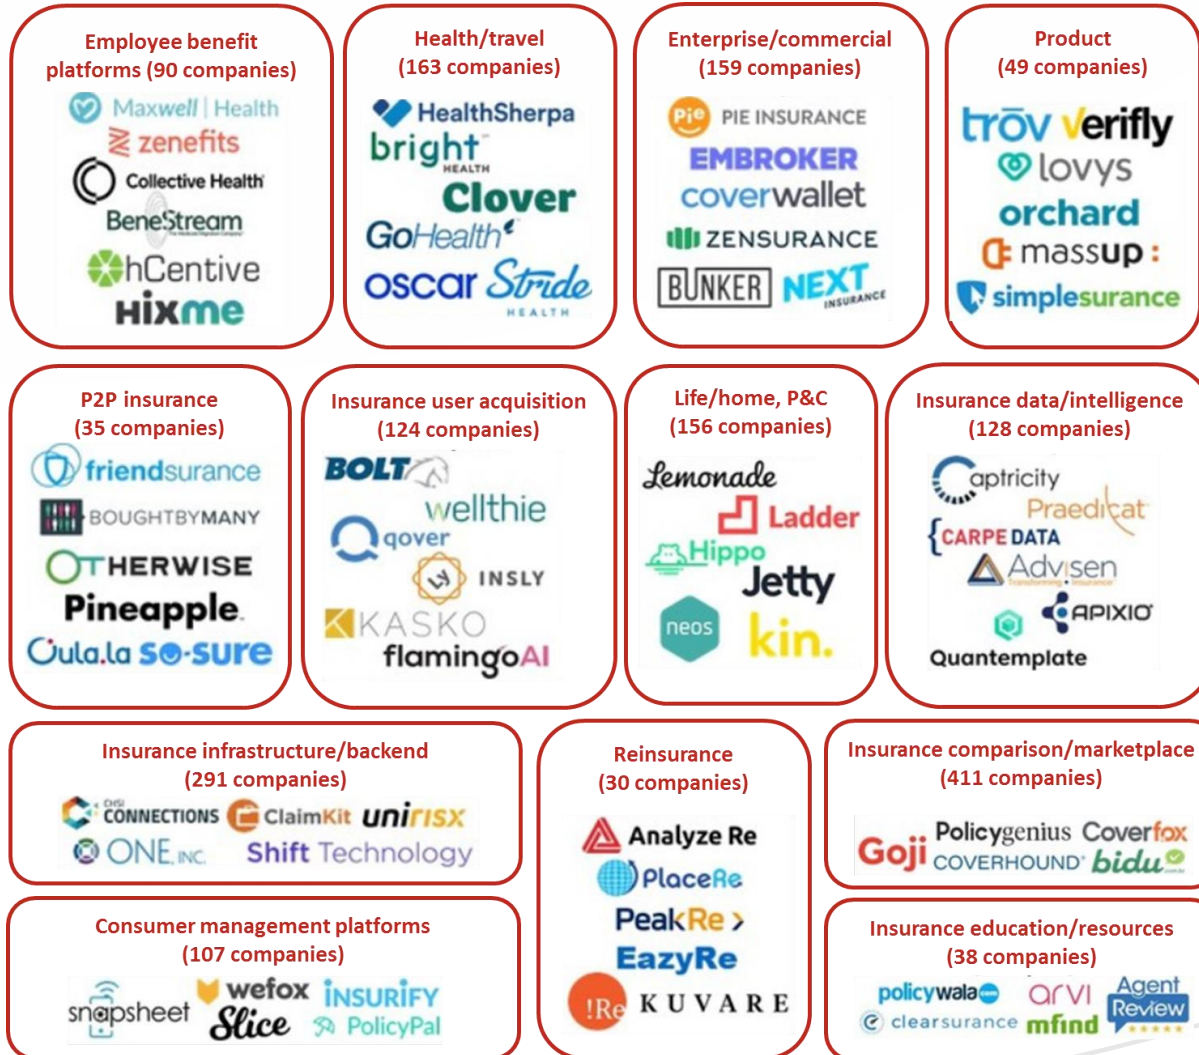 Employee benefit
platforms (90 companies)
Maxwell | Health
zenefits
Collective Health
BeneStream
hCentive
Hixme
Health/travel
(163 companies)
HealthSherpa
bright
HEALTH
Clover
GoHealth
oscar Stride
HEALTH
Enterprise/commercial
(159 companies)
Pie PIE INSURANCE
EMBROKER
coverwallet
ZENSURANCE
BUNKER NEXT
INSURANCE
Product
(49 companies)
trōv verifly
lovys
orchard
massup:
simplesurance
P2P insurance
(35 companies)
friendsurance
BOUGHTBYMANY
OTHERWISE
Pineapple.
Oula.la so-sure
Insurance user acquisition
(124 companies)
BOLT
wellthie
qover
LY INSLY
KASKO
flamingoAI
Life/home, P&C
(156 companies)
Lemonade
Ladder
Hippo
Jetty
neos
kin.
Insurance data/intelligence
(128 companies)
Captricity
Praedicat
{CARPE DATA
Advisen
Transforming Insurance
APIXIO
Quantemplate
Insurance infrastructure/backend
(291 companies)
CHSI
CONNECTIONS ClaimKit unirisx
ONE, INC. Shift Technology
Reinsurance
(30 companies)
Analyze Re
PlaceRe
PeakRe
EazyRe
!Re KUVARE
Insurance comparison/marketplace
(411 companies)
Goji Policygenius Coverfox
COVERHOUND bidu
Consumer management platforms
(107 companies)
snapsheet wefox INSURIFY
Slice PolicyPal
Insurance education/resources
(38 companies)
policywala.com arvi Agent
Review
clearsurance mfind